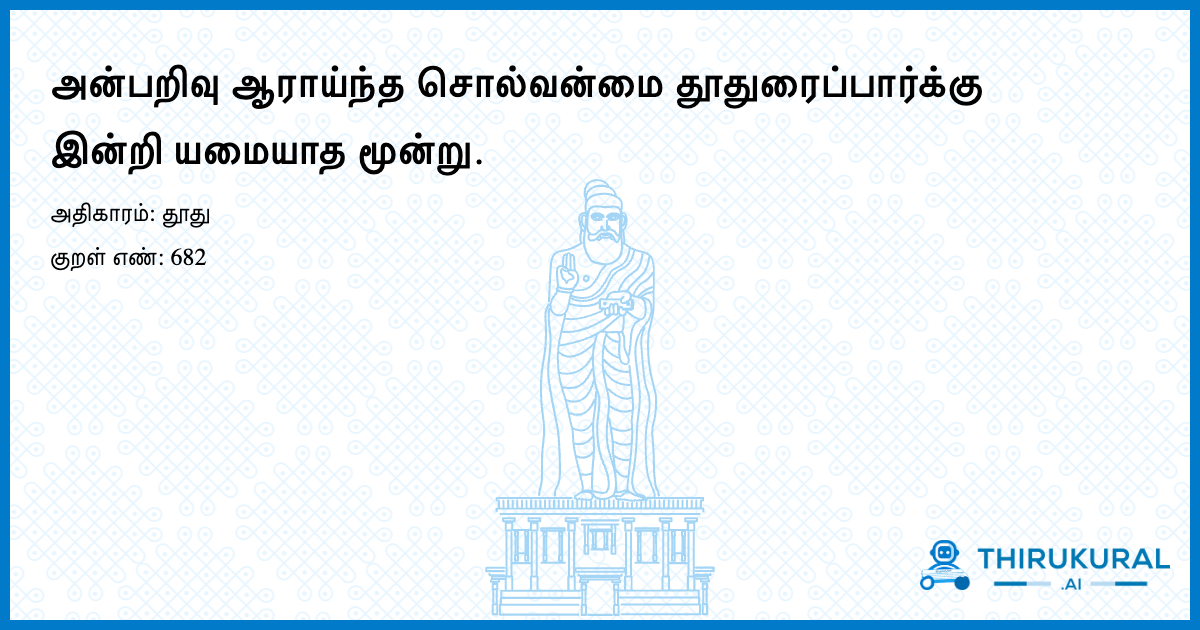 அன்பறிவு ஆராய்ந்த சொல்வன்மை தூதுரைப்பார்க்கு
இன்றி யமையாத மூன்று.
அதிகாரம்: தூது
குறள் எண்: 682
THIRUKURAL
.AI